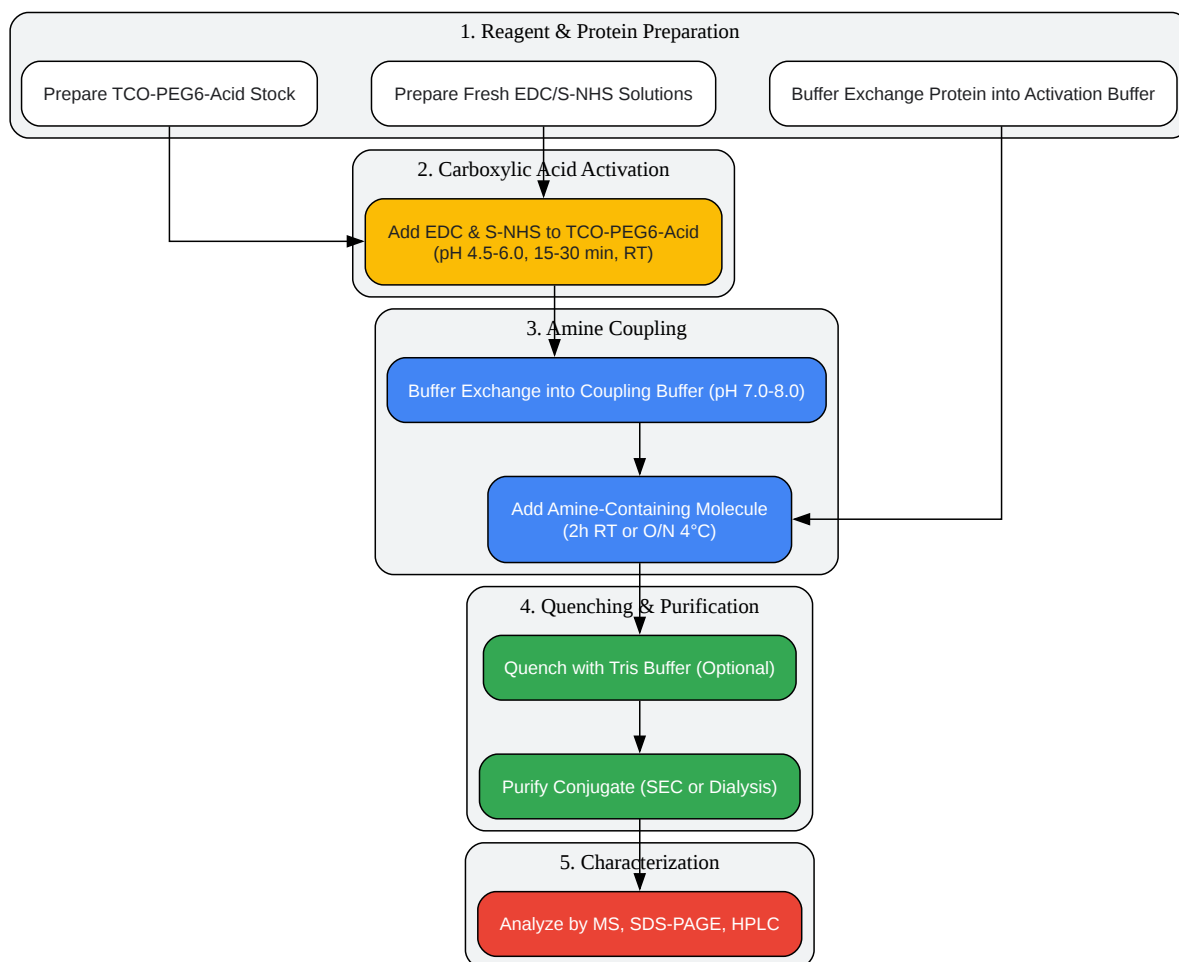 1. Reagent & Protein Preparation
Prepare TCO-PEG6-Acid Stock
Prepare Fresh EDC/S-NHS Solutions
Buffer Exchange Protein into Activation Buffer
2. Carboxylic Acid Activation
Add EDC & S-NHS to TCO-PEG6-Acid
(pH 4.5-6.0, 15-30 min, RT)
3. Amine Coupling
Buffer Exchange into Coupling Buffer (pH 7.0-8.0)
Add Amine-Containing Molecule
(2h RT or O/N 4°C)
4. Quenching & Purification
Quench with Tris Buffer (Optional)
Purify Conjugate (SEC or Dialysis)
5. Characterization
Analyze by MS, SDS-PAGE, HPLC